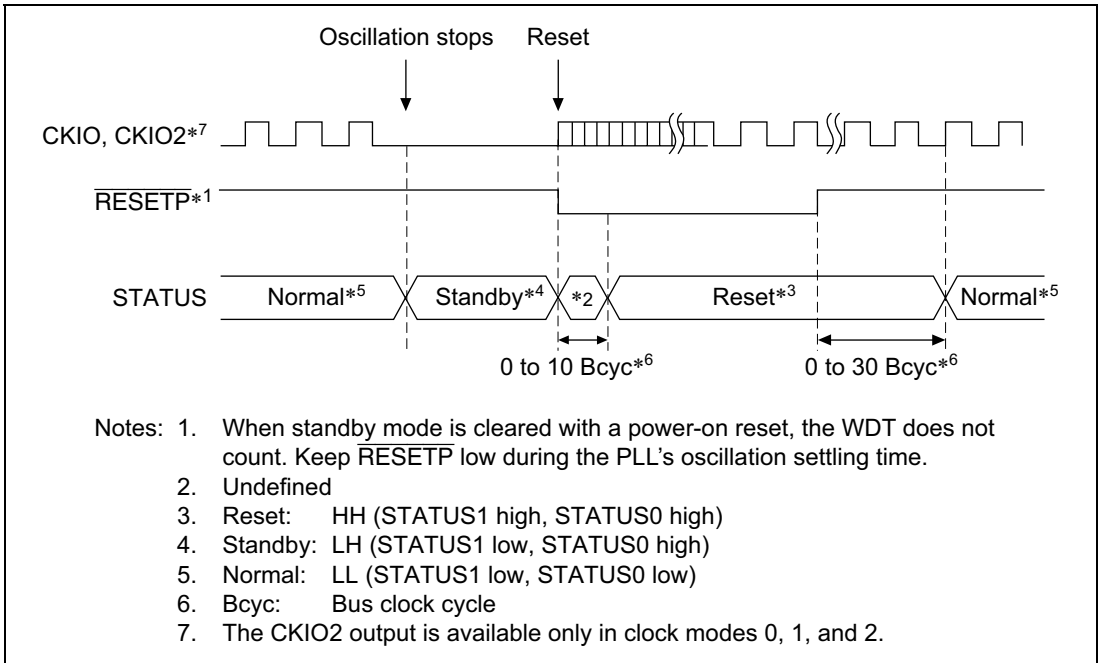 Oscillation stops Reset
CKIO, CKIO2*7
RESETP*1
STATUS Normal*5 Standby*4 *2 Reset*3 Normal*5
0 to 10 Bcyc*6 0 to 30 Bcyc*6
Notes: 1. When standby mode is cleared with a power-on reset, the WDT does not
count. Keep RESETP low during the PLL's oscillation settling time.
2. Undefined
3. Reset: HH (STATUS1 high, STATUS0 high)
4. Standby: LH (STATUS1 low, STATUS0 high)
5. Normal: LL (STATUS1 low, STATUS0 low)
6. Bcyc: Bus clock cycle
7. The CKIO2 output is available only in clock modes 0, 1, and 2.